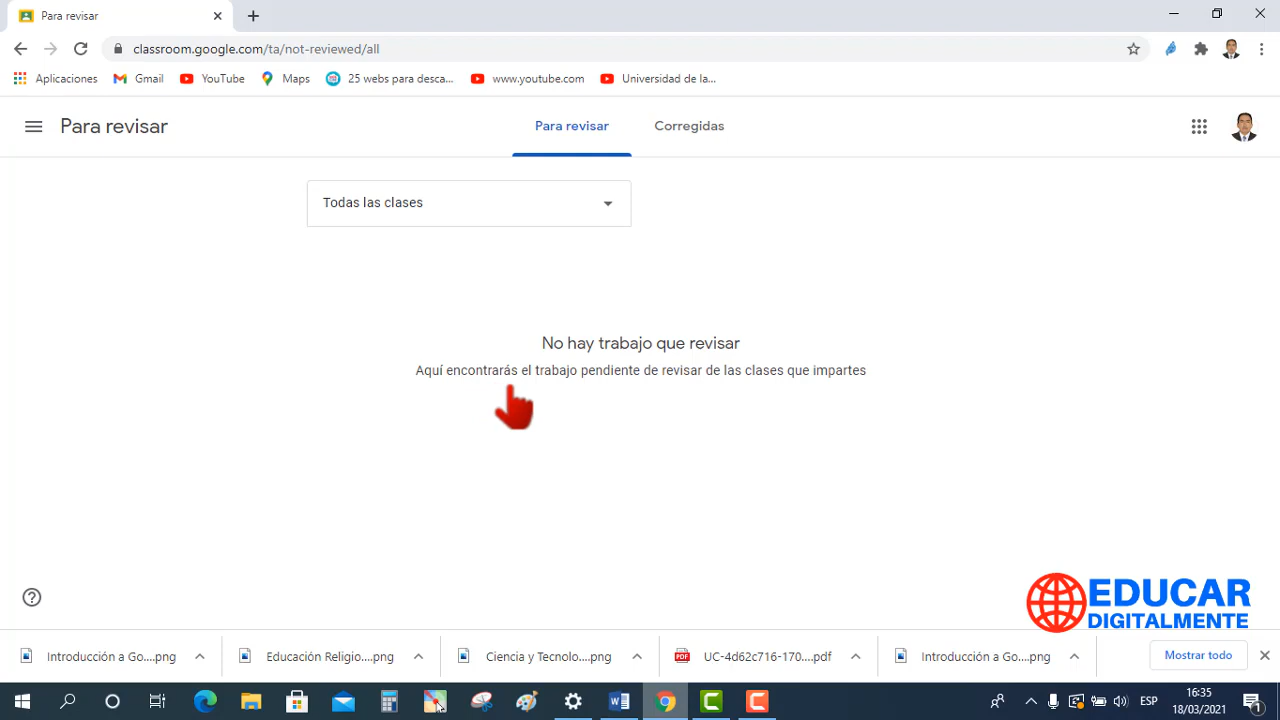 Para revisar
classroom.google.com/ta/not-reviewed/all
Aplicaciones Gmail YouTube Maps 25 webs para desca... www.youtube.com Universidad de la...
Para revisar Para revisar Corregidas
Todas las clases
No hay trabajo que revisar
Aquí encontrarás el trabajo pendiente de revisar de las clases que impartes
EDUCAR
DIGITALMENTE
Introducción a Go....png Educación Religio....png Ciencia y Tecnolo....png PDF UC-4d62c716-170....pdf Introducción a Go....png Mostrar todo
ESP 16:35
18/03/2021 1